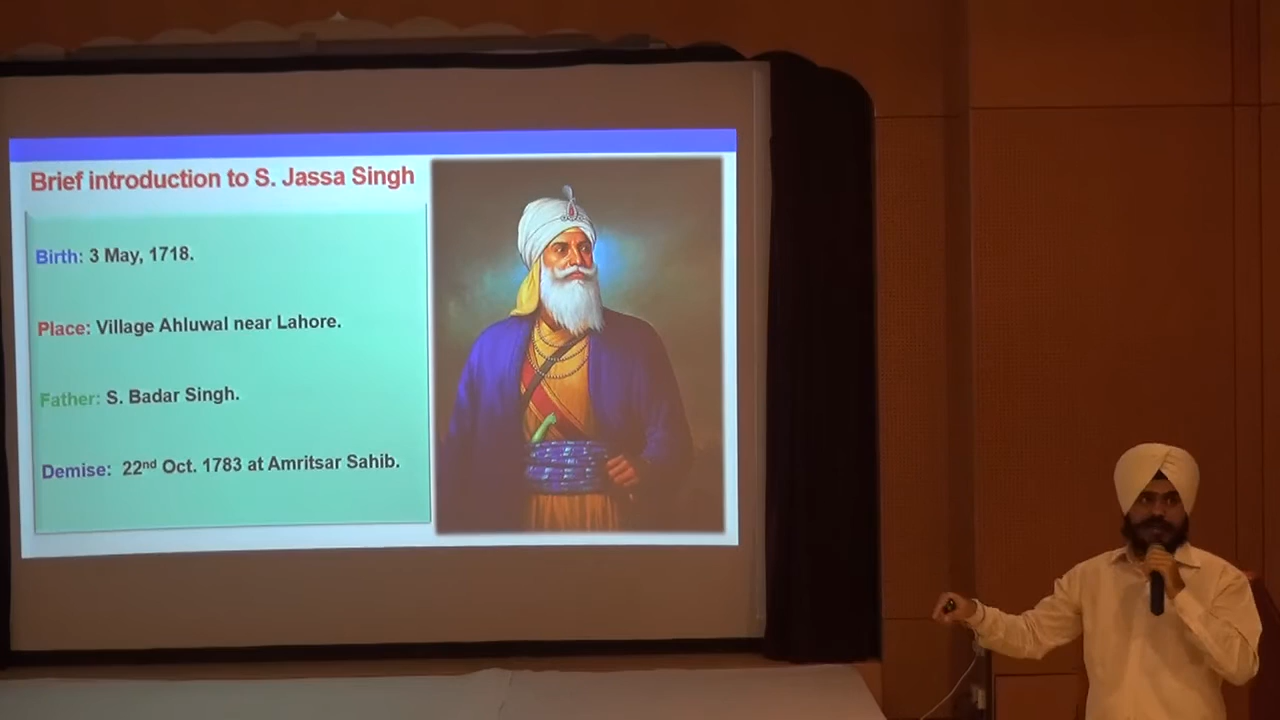 Brief introduction to S. Jassa Singh
Birth: 3 May, 1718.
Place: Village Ahluwal near Lahore.
Father: S. Badar Singh.
Demise: 22nd Oct. 1783 at Amritsar Sahib.